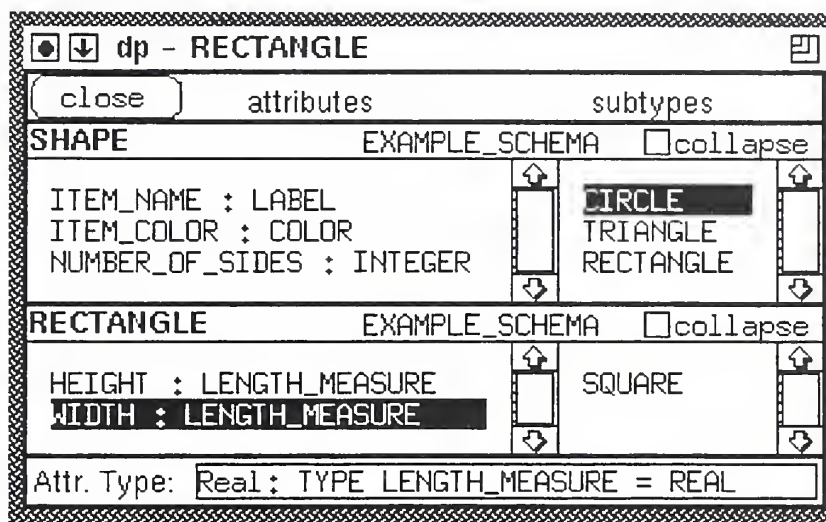 dp - RECTANGLE
close attributes subtypes
SHAPE EXAMPLE_SCHEMA collapse
ITEM_NAME : LABEL
ITEM_COLOR : COLOR
NUMBER_OF_SIDES : INTEGER
CIRCLE
TRIANGLE
RECTANGLE
RECTANGLE EXAMPLE_SCHEMA collapse
HEIGHT : LENGTH_MEASURE
WIDTH : LENGTH_MEASURE
SQUARE
Attr. Type: Real: TYPE LENGTH_MEASURE = REAL